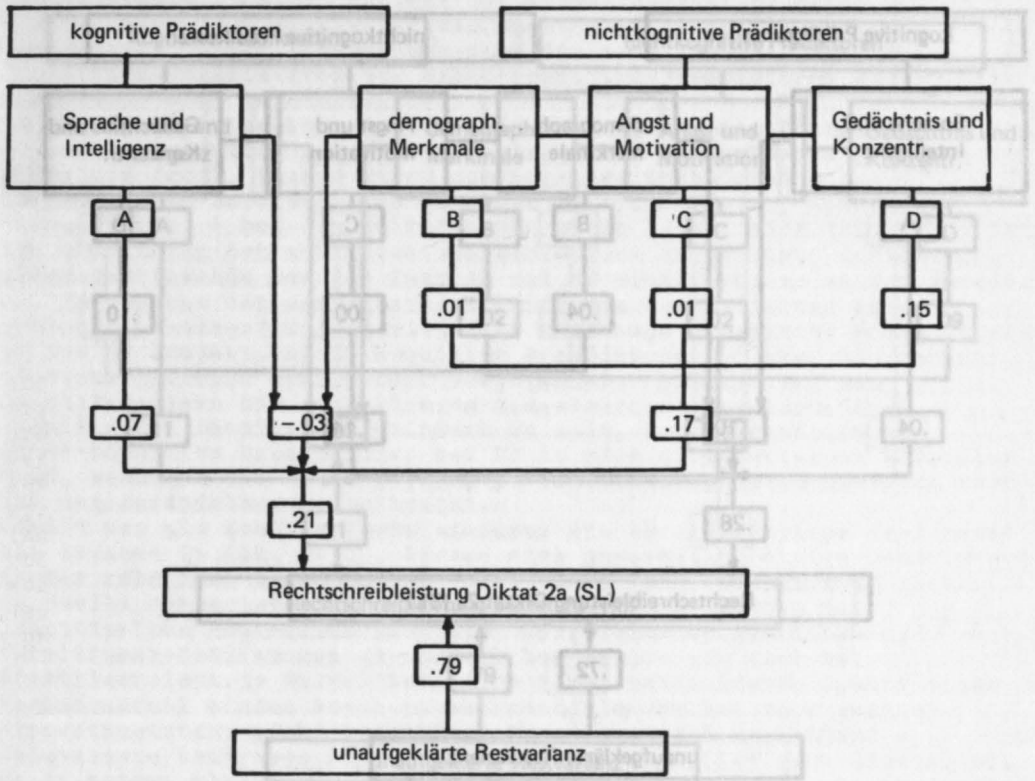 kognitive Prädiktoren
nichtkognitive Prädiktoren
Sprache und
Intelligenz
demograph.
Merkmale
Angst und
Motivation
Gedächtnis und
Konzentr.
A
B
C
D
.01
.01
.15
.07
-.03
.17
.21
Rechtschreibleistung Diktat 2a (SL)
.79
unaufgeklärte Restvarianz